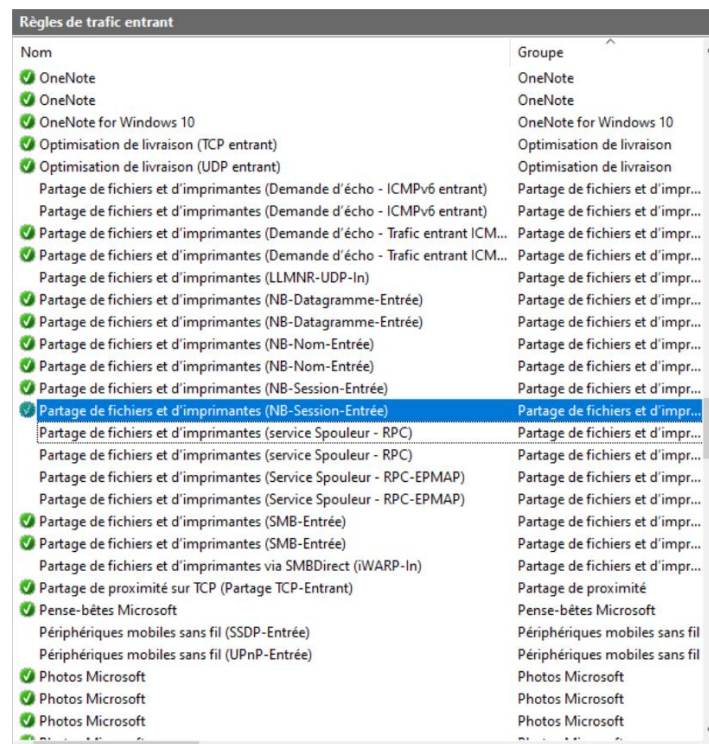 Règles de trafic entrant
Nom Groupe
OneNote OneNote
OneNote OneNote
OneNote for Windows 10 OneNote for Windows 10
Optimisation de livraison (TCP entrant) Optimisation de livraison
Optimisation de livraison (UDP entrant) Optimisation de livraison
Partage de fichiers et d'imprimantes (Demande d'écho - ICMPv6 entrant) Partage de fichiers et d'impr...
Partage de fichiers et d'imprimantes (Demande d'écho - ICMPv6 entrant) Partage de fichiers et d'impr...
Partage de fichiers et d'imprimantes (Demande d'écho - Trafic entrant ICM... Partage de fichiers et d'impr...
Partage de fichiers et d'imprimantes (Demande d'écho - Trafic entrant ICM... Partage de fichiers et d'impr...
Partage de fichiers et d'imprimantes (LLMNR-UDP-In) Partage de fichiers et d'impr...
Partage de fichiers et d'imprimantes (NB-Datagramme-Entrée) Partage de fichiers et d'impr...
Partage de fichiers et d'imprimantes (NB-Datagramme-Entrée) Partage de fichiers et d'impr...
Partage de fichiers et d'imprimantes (NB-Nom-Entrée) Partage de fichiers et d'impr...
Partage de fichiers et d'imprimantes (NB-Nom-Entrée) Partage de fichiers et d'impr...
Partage de fichiers et d'imprimantes (NB-Session-Entrée) Partage de fichiers et d'impr...
Partage de fichiers et d'imprimantes (NB-Session-Entrée) Partage de fichiers et d'impr...
Partage de fichiers et d'imprimantes (service Spouleur - RPC) Partage de fichiers et d'impr...
Partage de fichiers et d'imprimantes (service Spouleur - RPC) Partage de fichiers et d'impr...
Partage de fichiers et d'imprimantes (Service Spouleur - RPC-EPMAP) Partage de fichiers et d'impr...
Partage de fichiers et d'imprimantes (Service Spouleur - RPC-EPMAP) Partage de fichiers et d'impr...
Partage de fichiers et d'imprimantes (SMB-Entrée) Partage de fichiers et d'impr...
Partage de fichiers et d'imprimantes (SMB-Entrée) Partage de fichiers et d'impr...
Partage de fichiers et d'imprimantes via SMBDirect (iWARP-In) Partage de fichiers et d'impr...
Partage de proximité sur TCP (Partage TCP-Entrant) Partage de proximité
Pense-bêtes Microsoft Pense-bêtes Microsoft
Périphériques mobiles sans fil (SSDP-Entrée) Périphériques mobiles sans fil
Périphériques mobiles sans fil (UPnP-Entrée) Périphériques mobiles sans fil
Photos Microsoft Photos Microsoft
Photos Microsoft Photos Microsoft
Photos Microsoft Photos Microsoft